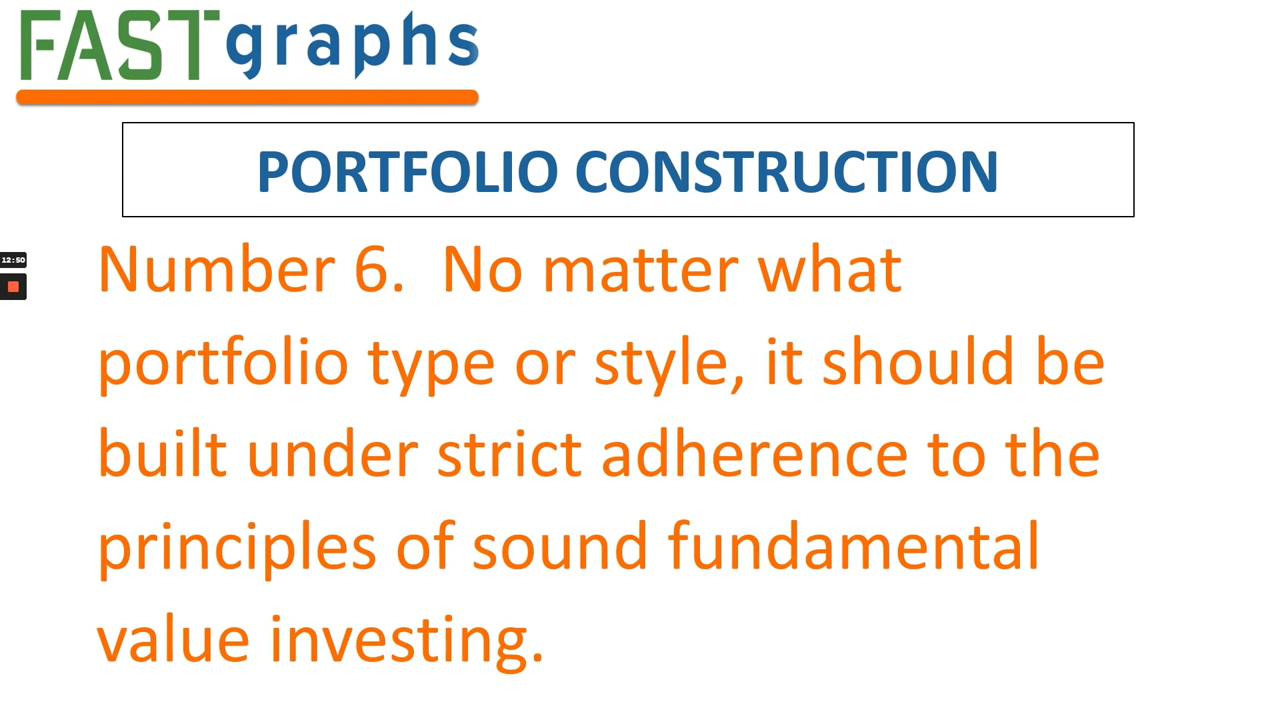 FASTgraphs
PORTFOLIO CONSTRUCTION
12:50
Number 6.  No matter what
portfolio type or style, it should be
built under strict adherence to the
principles of sound fundamental
value investing.